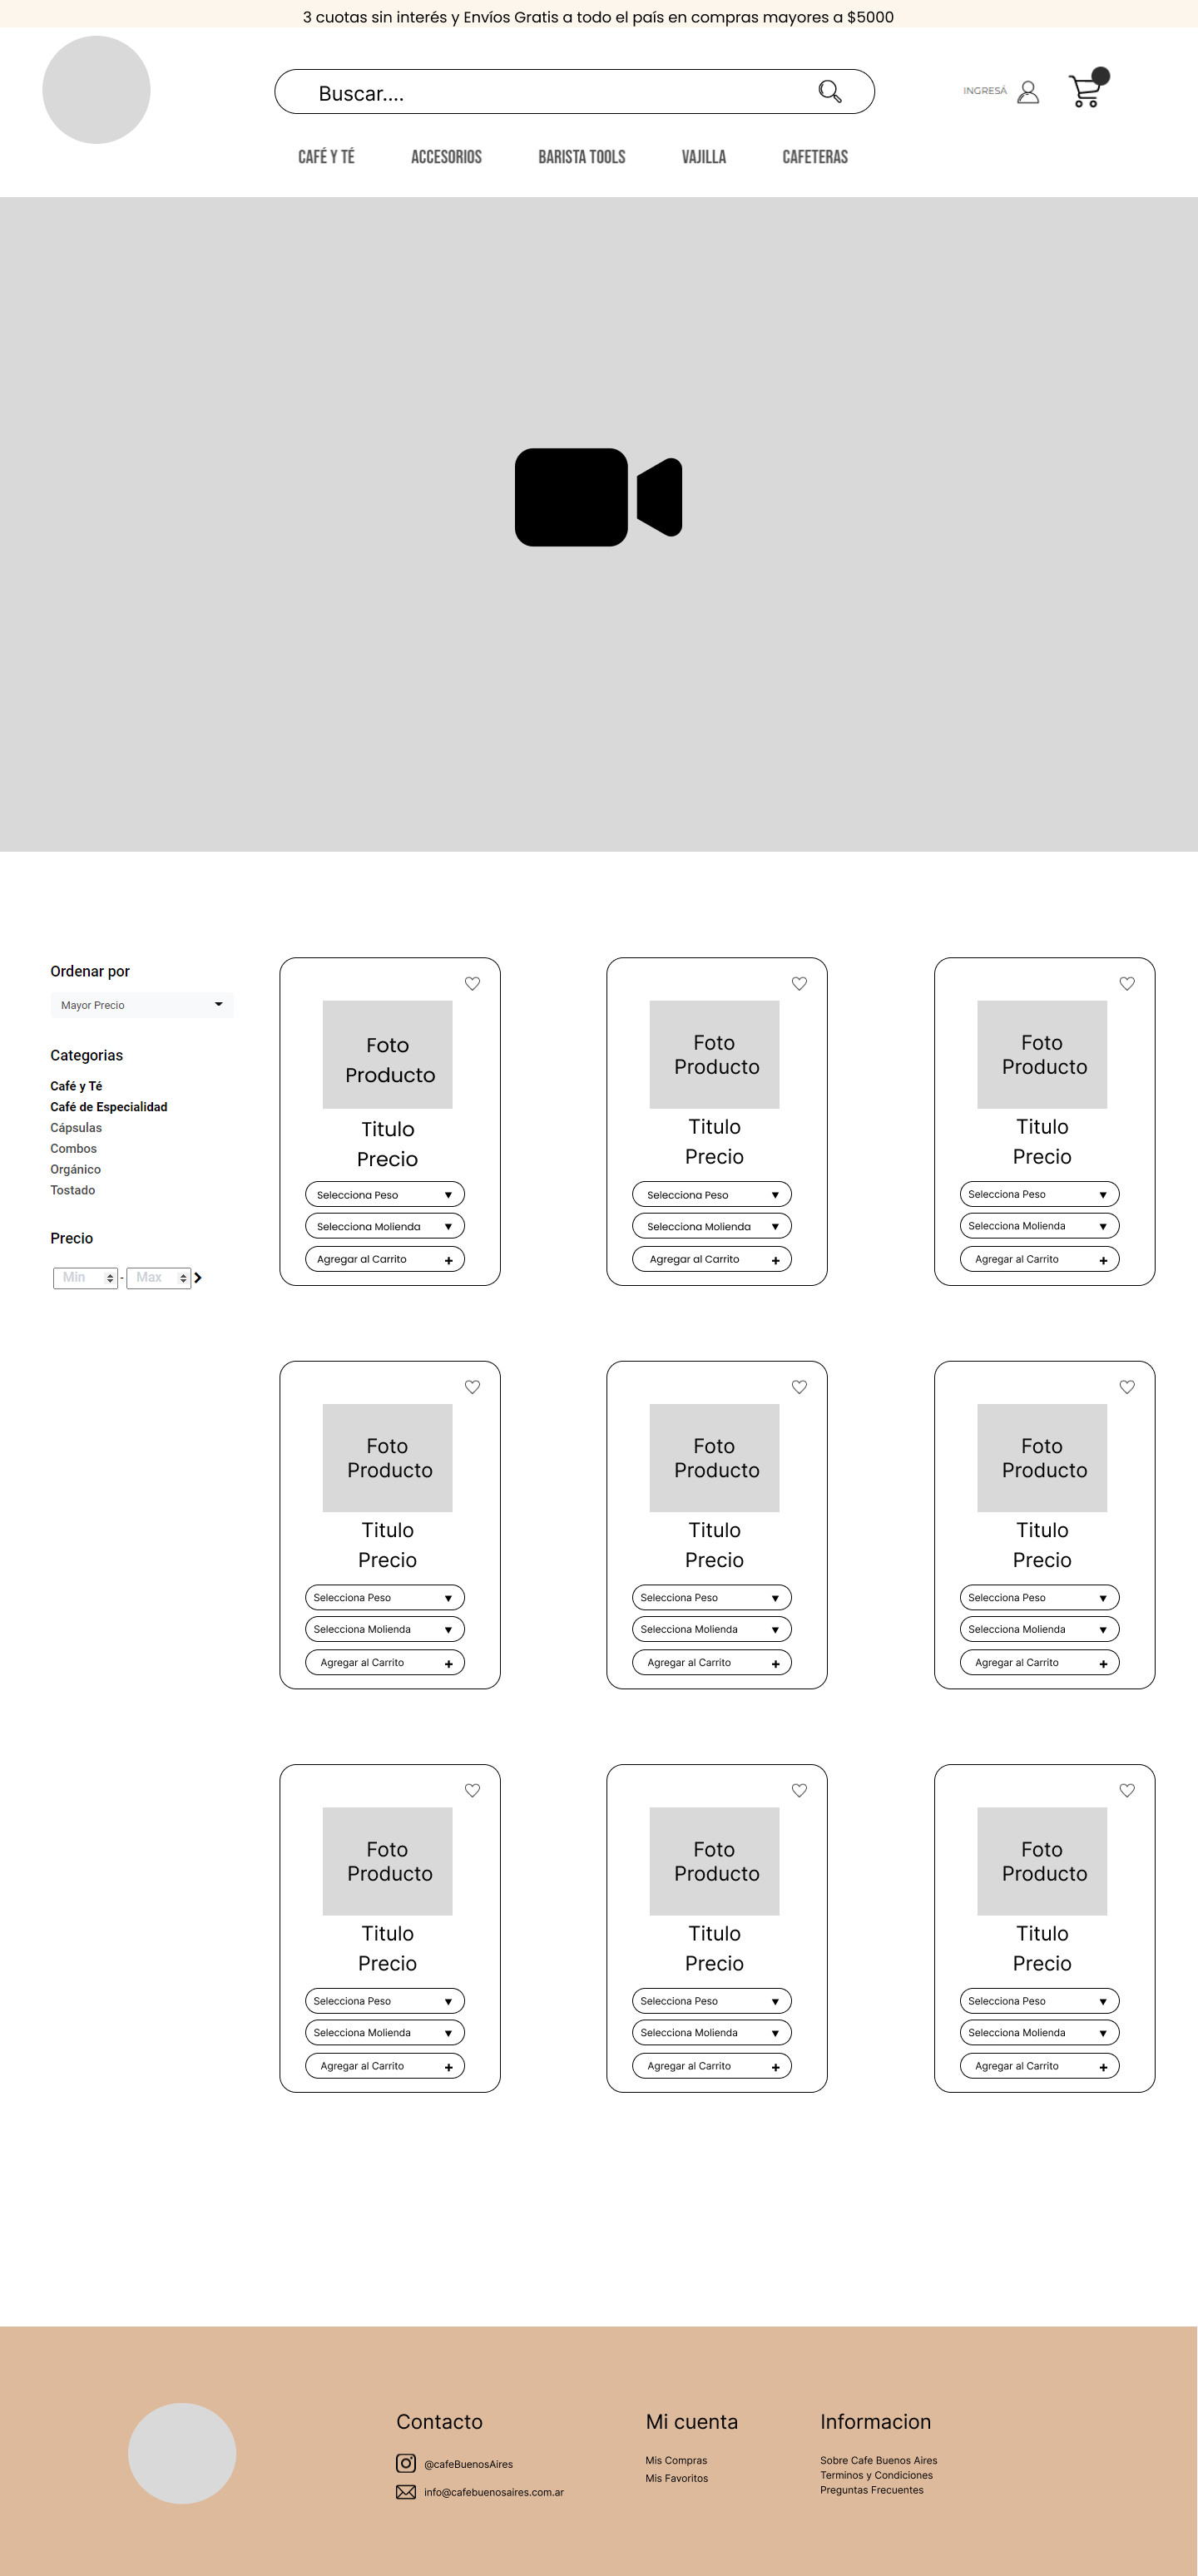 3 cuotas sin interés y Envíos Gratis a todo el país en compras mayores a $5000
Buscar....
INGRESÁ
CAFÉ Y TÉ
ACCESORIOS
BARISTA TOOLS
VAJILLA
CAFETERAS
Ordenar por
Mayor Precio
Categorias
Café y Té
Café de Especialidad
Cápsulas
Combos
Orgánico
Tostado
Precio
Min - Max
Foto
Producto
Titulo
Precio
Selecciona Peso
Selecciona Molienda
Agregar al Carrito
Foto
Producto
Titulo
Precio
Selecciona Peso
Selecciona Molienda
Agregar al Carrito
Foto
Producto
Titulo
Precio
Selecciona Peso
Selecciona Molienda
Agregar al Carrito
Foto
Producto
Titulo
Precio
Selecciona Peso
Selecciona Molienda
Agregar al Carrito
Foto
Producto
Titulo
Precio
Selecciona Peso
Selecciona Molienda
Agregar al Carrito
Foto
Producto
Titulo
Precio
Selecciona Peso
Selecciona Molienda
Agregar al Carrito
Foto
Producto
Titulo
Precio
Selecciona Peso
Selecciona Molienda
Agregar al Carrito
Foto
Producto
Titulo
Precio
Selecciona Peso
Selecciona Molienda
Agregar al Carrito
Foto
Producto
Titulo
Precio
Selecciona Peso
Selecciona Molienda
Agregar al Carrito
Contacto
@cafeBuenosAires
info@cafebuenosaires.com.ar
Mi cuenta
Mis Compras
Mis Favoritos
Informacion
Sobre Cafe Buenos Aires
Terminos y Condiciones
Preguntas Frecuentes